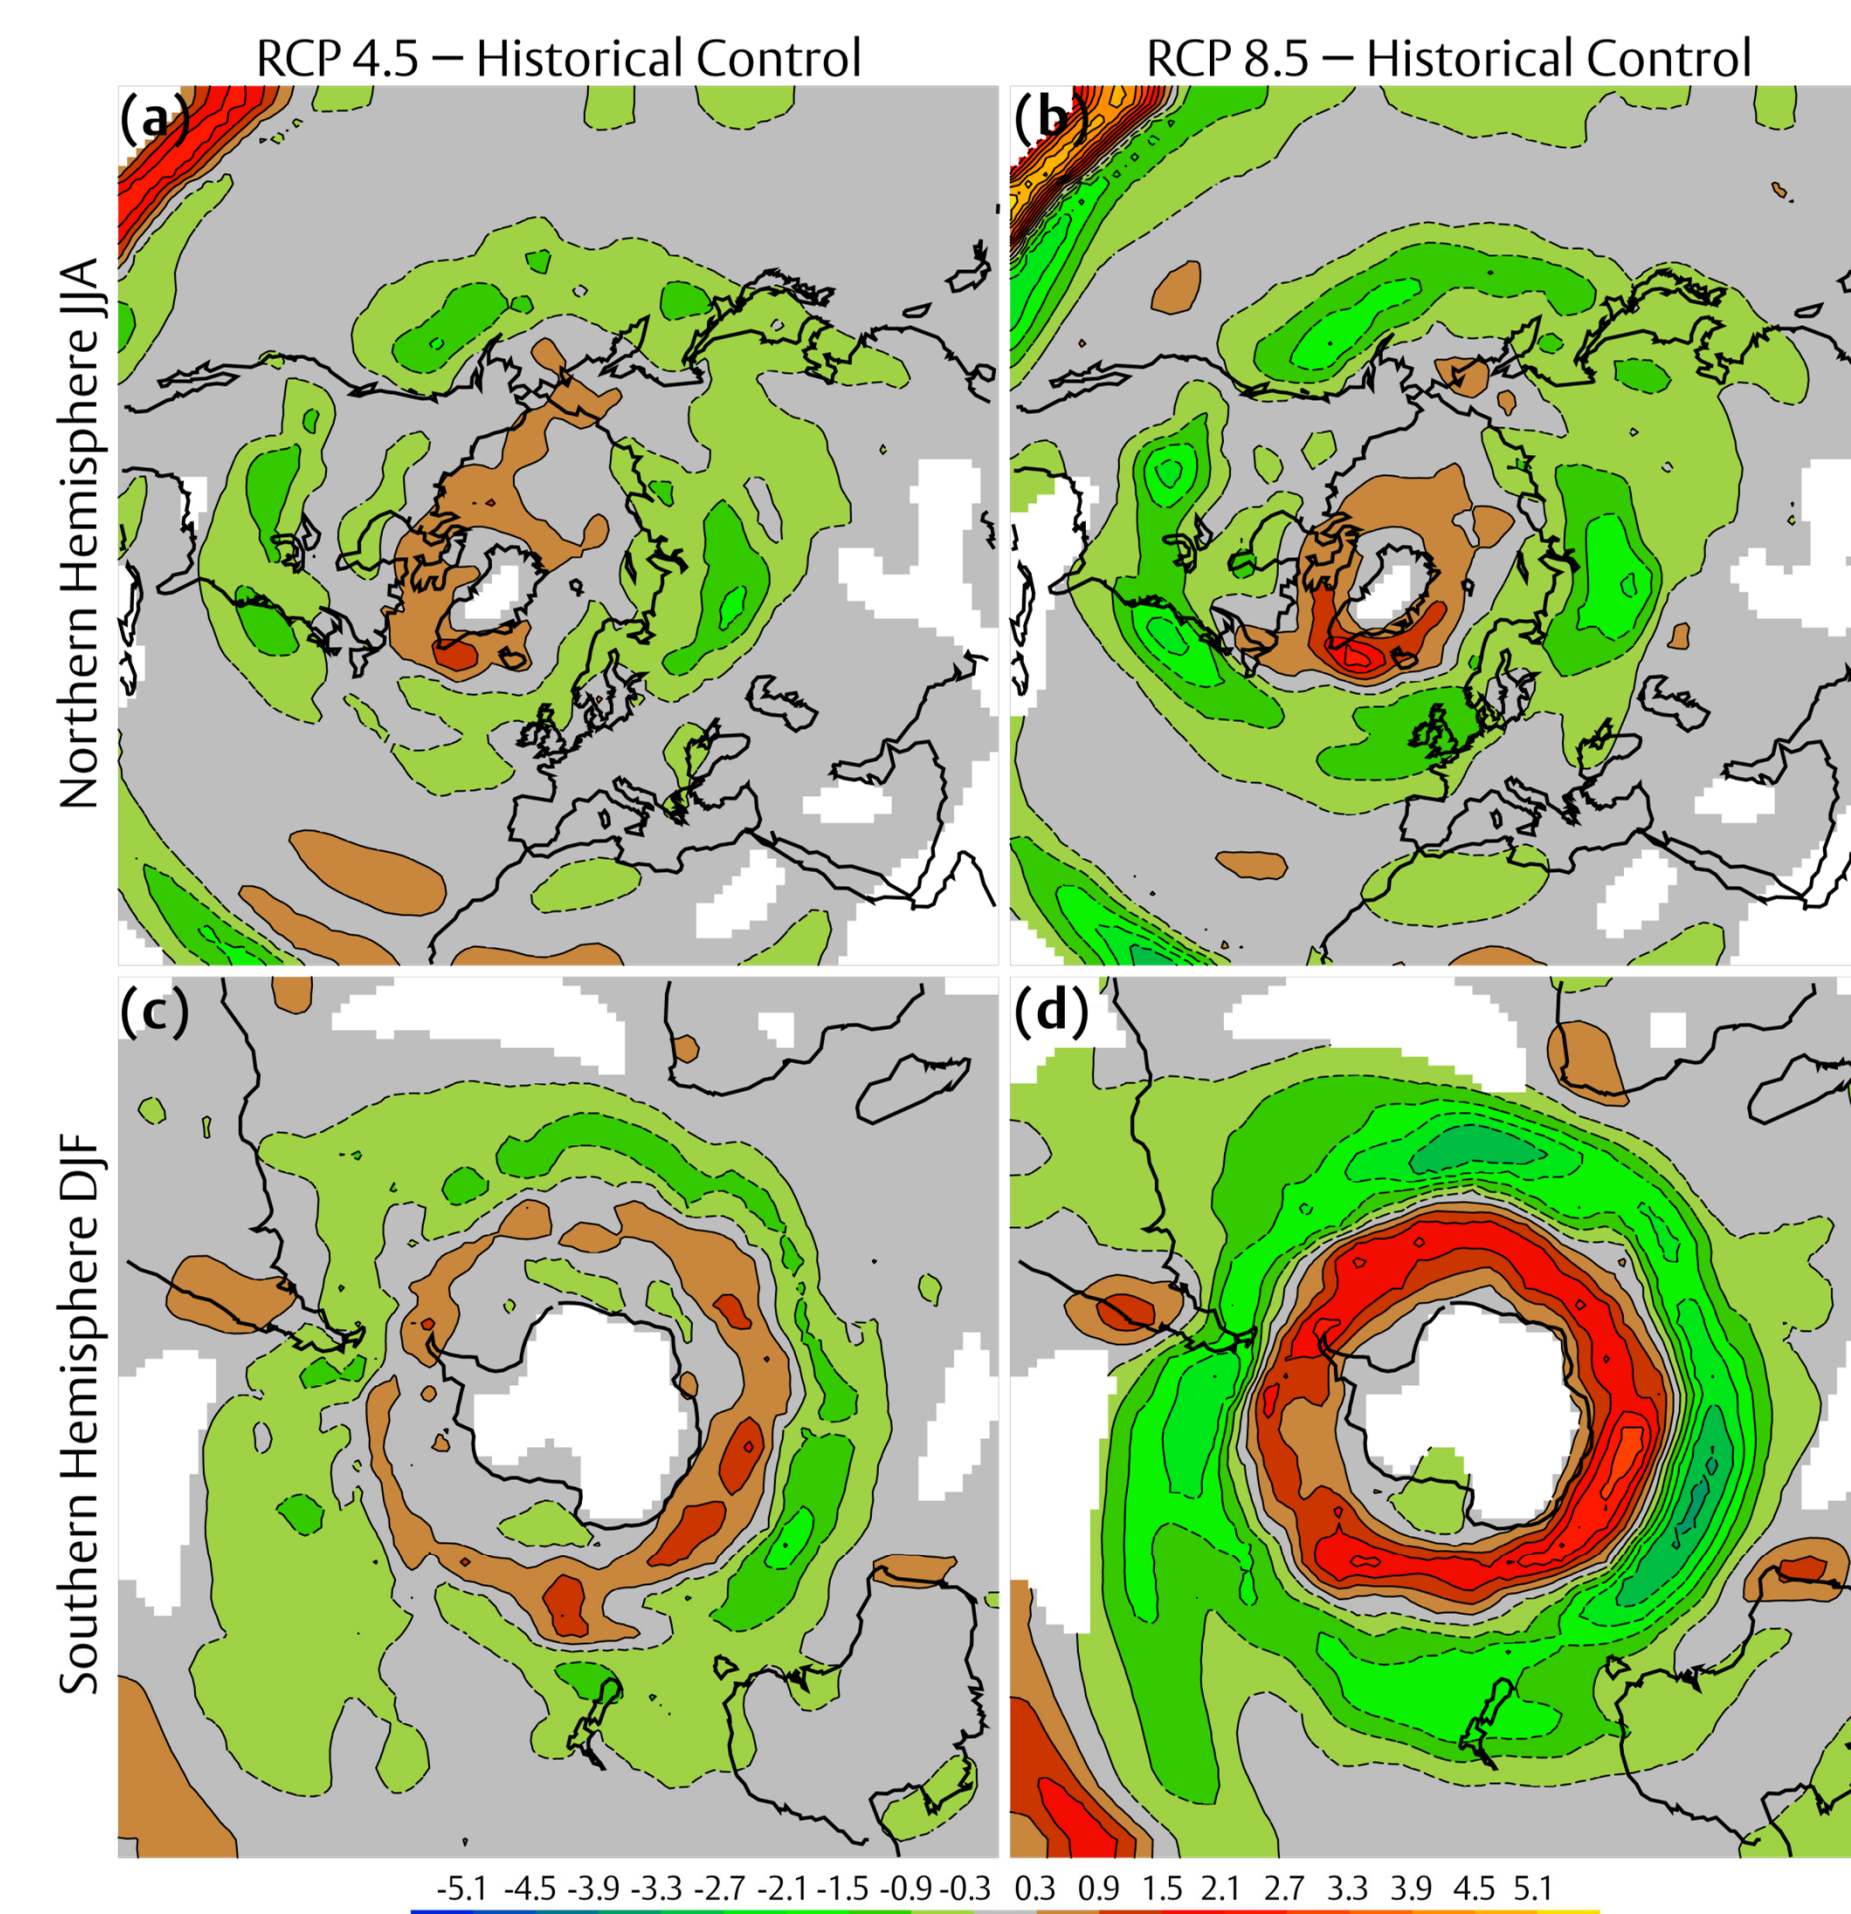 RCP 4.5 – Historical Control
RCP 8.5 – Historical Control
Northern Hemisphere JJA
(a)
(b)
Southern Hemisphere DJF
(c)
(d)
-5.1 -4.5 -3.9 -3.3 -2.7 -2.1 -1.5 -0.9 -0.3 0.3 0.9 1.5 2.1 2.7 3.3 3.9 4.5 5.1